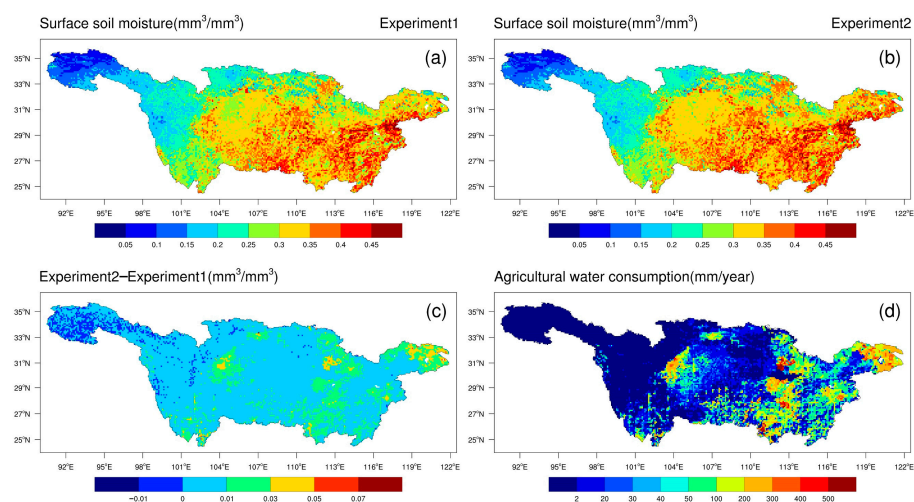 Surface soil moisture(mm³/mm³) Experiment1
(a)
35°N
33°N
31°N
29°N
27°N
25°N
92°E 95°E 98°E 101°E 104°E 107°E 110°E 113°E 116°E 119°E 122°E
0.05 0.1 0.15 0.2 0.25 0.3 0.35 0.4 0.45
Surface soil moisture(mm³/mm³) Experiment2
(b)
35°N
33°N
31°N
29°N
27°N
25°N
92°E 95°E 98°E 101°E 104°E 107°E 110°E 113°E 116°E 119°E 122°E
0.05 0.1 0.15 0.2 0.25 0.3 0.35 0.4 0.45
Experiment2−Experiment1(mm³/mm³)
(c)
35°N
33°N
31°N
29°N
27°N
25°N
92°E 95°E 98°E 101°E 104°E 107°E 110°E 113°E 116°E 119°E 122°E
−0.01 0 0.01 0.03 0.05 0.07
Agricultural water consumption(mm/year)
(d)
35°N
33°N
31°N
29°N
27°N
25°N
92°E 95°E 98°E 101°E 104°E 107°E 110°E 113°E 116°E 119°E 122°E
2 20 30 40 50 100 200 300 400 500